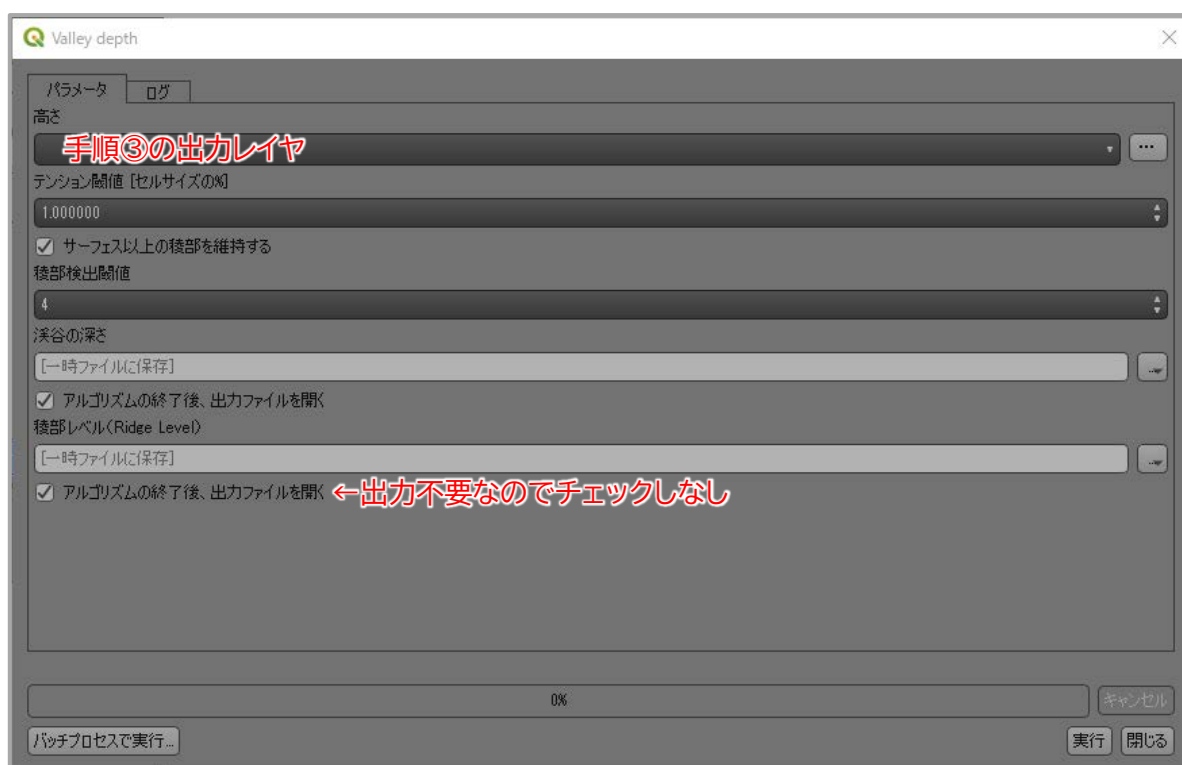 Valley depth
パラメータ ログ
高さ
手順③の出力レイヤ
テンション閾値 [セルサイズの%]
1.000000
サーフェス以上の稜部を維持する
稜部検出閾値
4
渓谷の深さ
[一時ファイルに保存]
アルゴリズムの終了後、出力ファイルを開く
稜部レベル(Ridge Level)
[一時ファイルに保存]
アルゴリズムの終了後、出力ファイルを開く ←出力不要なのでチェックしなし
0% キャンセル
バッチプロセスで実行... 実行 閉じる